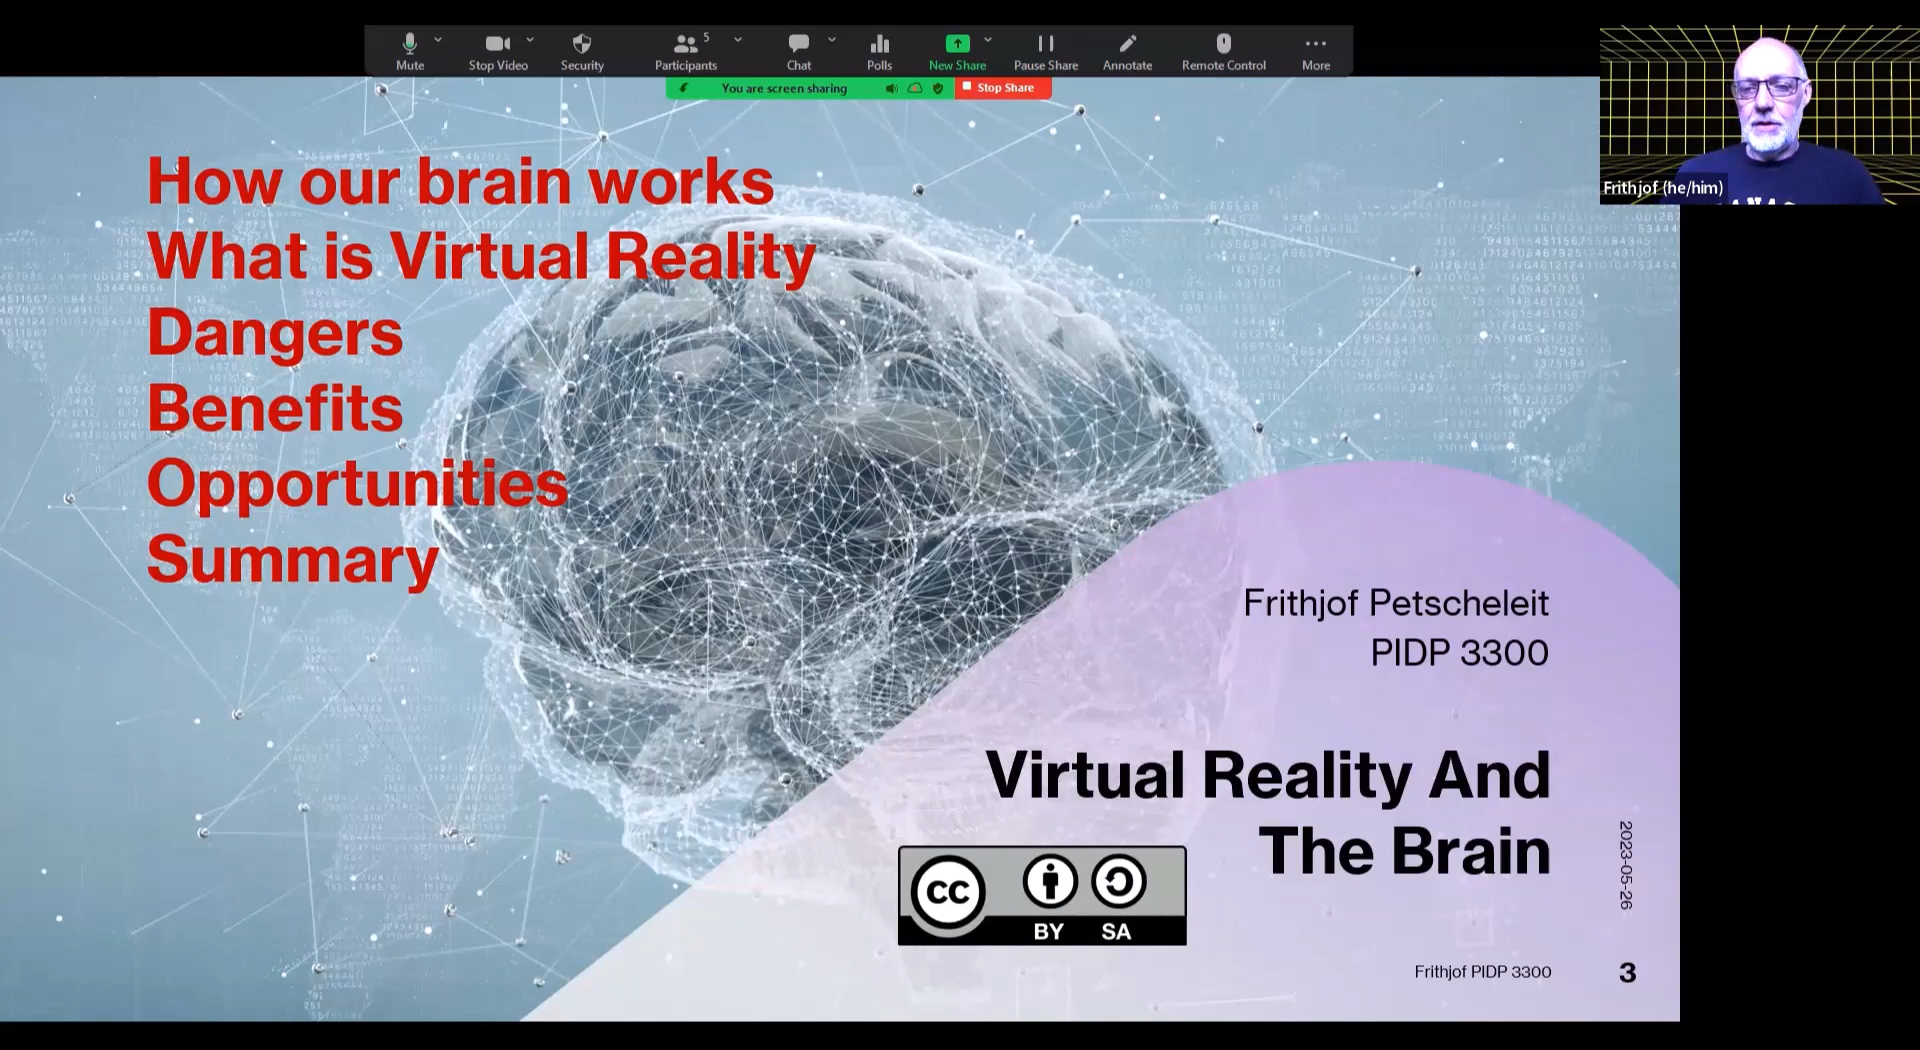 Mute
Stop Video
Security
5
Participants
Chat
Polls
New Share
Pause Share
Annotate
Remote Control
More
You are screen sharing
Stop Share
Frithjof (he/him)
How our brain works
What is Virtual Reality
Dangers
Benefits
Opportunities
Summary
Frithjof Petscheleit
PIDP 3300
Virtual Reality And
The Brain
CC
BY SA
2023-05-26
Frithjof PIDP 3300
3